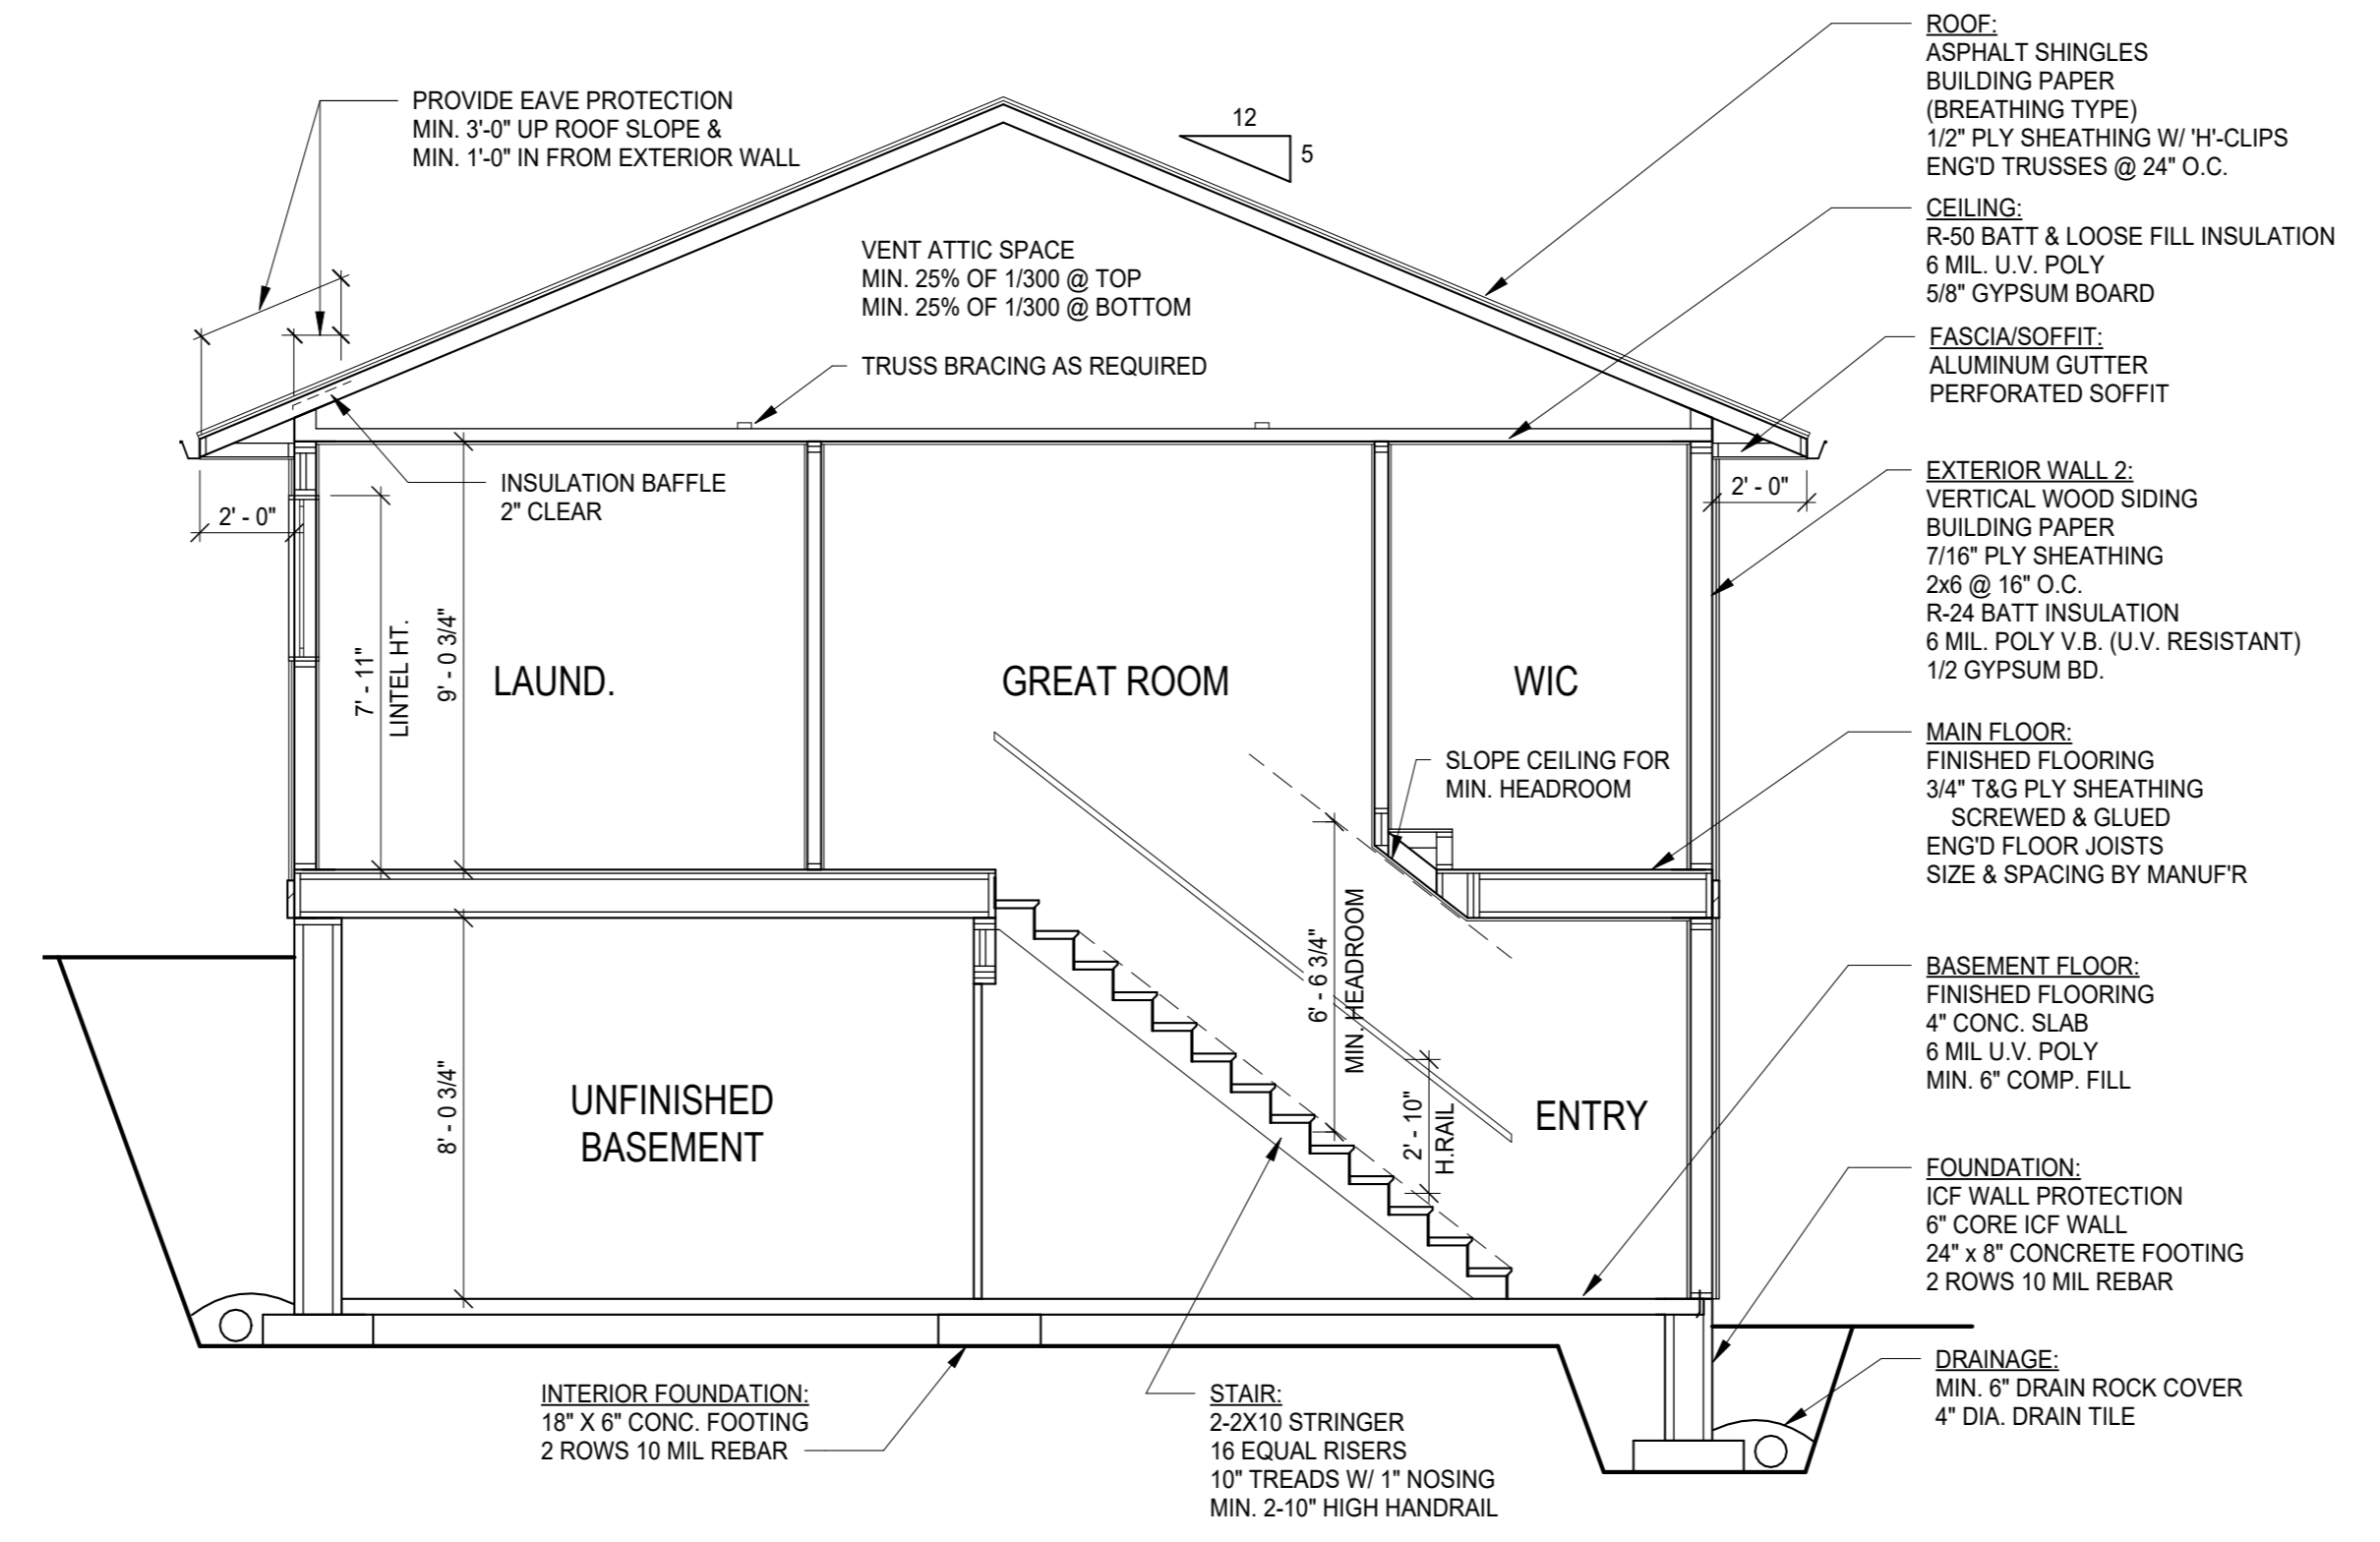 PROVIDE EAVE PROTECTION
MIN. 3'-0" UP ROOF SLOPE &
MIN. 1'-0" IN FROM EXTERIOR WALL
12
5
VENT ATTIC SPACE
MIN. 25% OF 1/300 @ TOP
MIN. 25% OF 1/300 @ BOTTOM
TRUSS BRACING AS REQUIRED
INSULATION BAFFLE
2" CLEAR
2' - 0"
2' - 0"
7' - 11"
LINTEL HT.
9' - 0 3/4"
LAUND.
GREAT ROOM
WIC
SLOPE CEILING FOR
MIN. HEADROOM
6' - 6 3/4"
MIN. HEADROOM
2' - 10"
H.RAIL
8' - 0 3/4"
UNFINISHED
BASEMENT
ENTRY
INTERIOR FOUNDATION:
18" X 6" CONC. FOOTING
2 ROWS 10 MIL REBAR
STAIR:
2-2X10 STRINGER
16 EQUAL RISERS
10" TREADS W/ 1" NOSING
MIN. 2-10" HIGH HANDRAIL
ROOF:
ASPHALT SHINGLES
BUILDING PAPER
(BREATHING TYPE)
1/2" PLY SHEATHING W/ 'H'-CLIPS
ENG'D TRUSSES @ 24" O.C.
CEILING:
R-50 BATT & LOOSE FILL INSULATION
6 MIL. U.V. POLY
5/8" GYPSUM BOARD
FASCIA/SOFFIT:
ALUMINUM GUTTER
PERFORATED SOFFIT
EXTERIOR WALL 2:
VERTICAL WOOD SIDING
BUILDING PAPER
7/16" PLY SHEATHING
2x6 @ 16" O.C.
R-24 BATT INSULATION
6 MIL. POLY V.B. (U.V. RESISTANT)
1/2 GYPSUM BD.
MAIN FLOOR:
FINISHED FLOORING
3/4" T&G PLY SHEATHING
SCREWED & GLUED
ENG'D FLOOR JOISTS
SIZE & SPACING BY MANUF'R
BASEMENT FLOOR:
FINISHED FLOORING
4" CONC. SLAB
6 MIL U.V. POLY
MIN. 6" COMP. FILL
FOUNDATION:
ICF WALL PROTECTION
6" CORE ICF WALL
24" x 8" CONCRETE FOOTING
2 ROWS 10 MIL REBAR
DRAINAGE:
MIN. 6" DRAIN ROCK COVER
4" DIA. DRAIN TILE